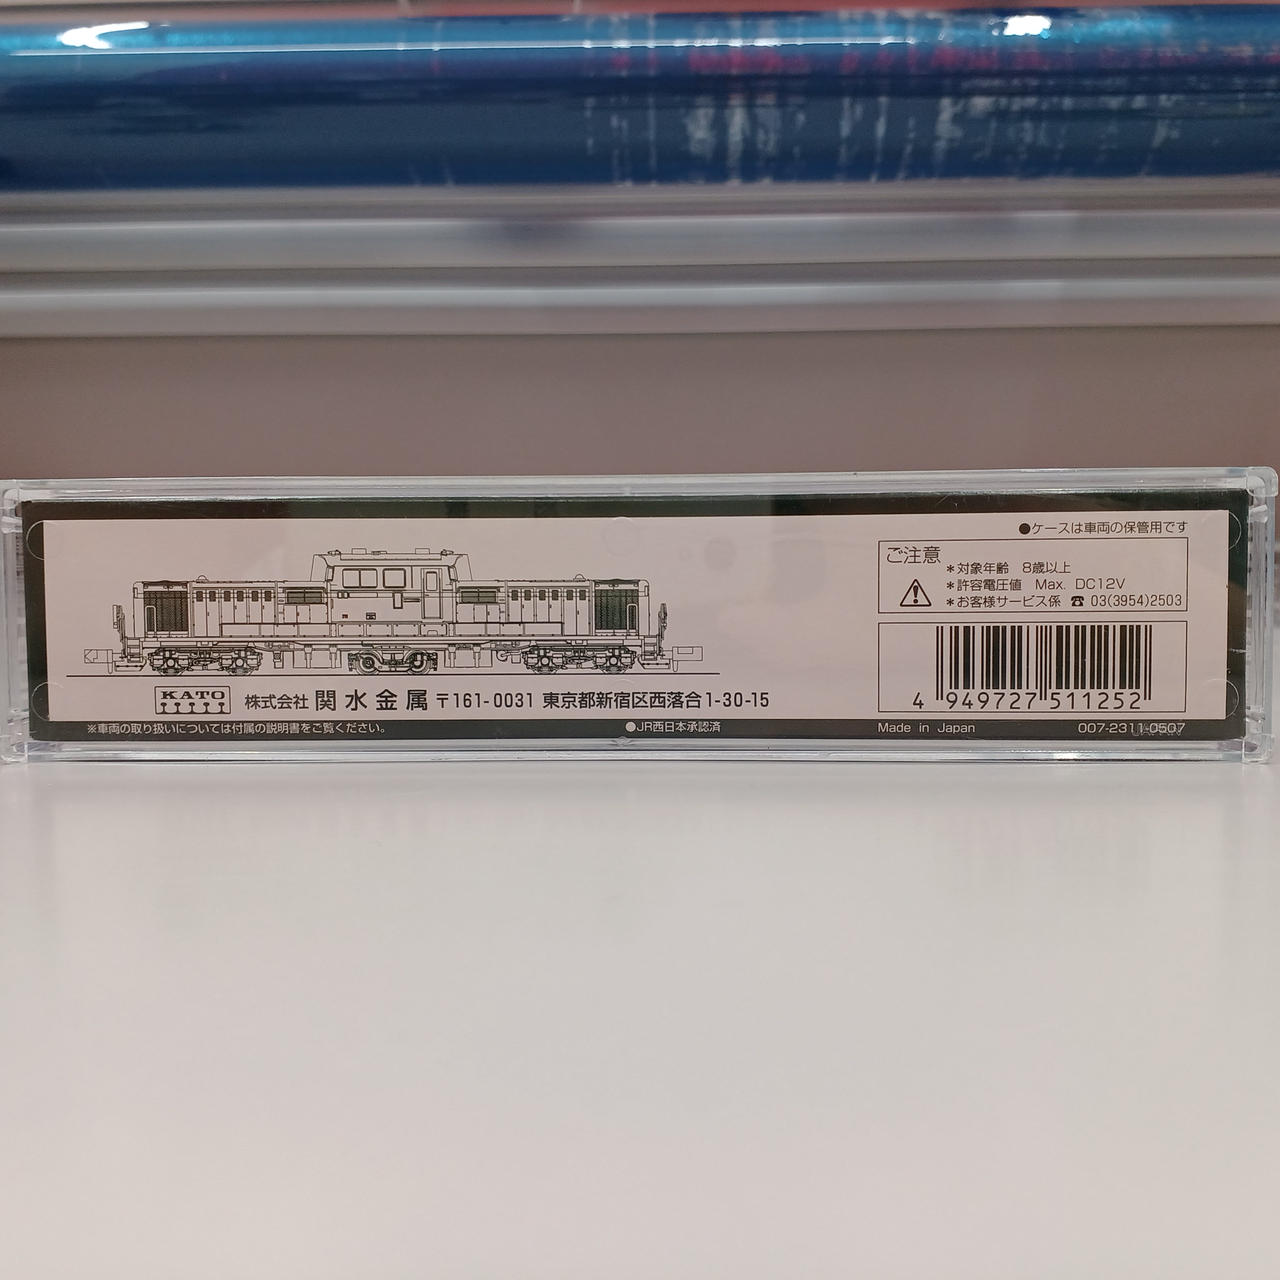 ●ケースは車両の保管用です
ご注意
＊対象年齢 8歳以上
＊許容電圧値 Max. DC12V
＊お客様サービス係 ☎ 03(3954)2503
KATO 株式会社 関水金属 〒161-0031 東京都新宿区西落合1-30-15
4 949727 511252
※車両の取り扱いについては付属の説明書をご覧ください。
●JR西日本承認済
Made in Japan
007-2311-0507
JAPAN